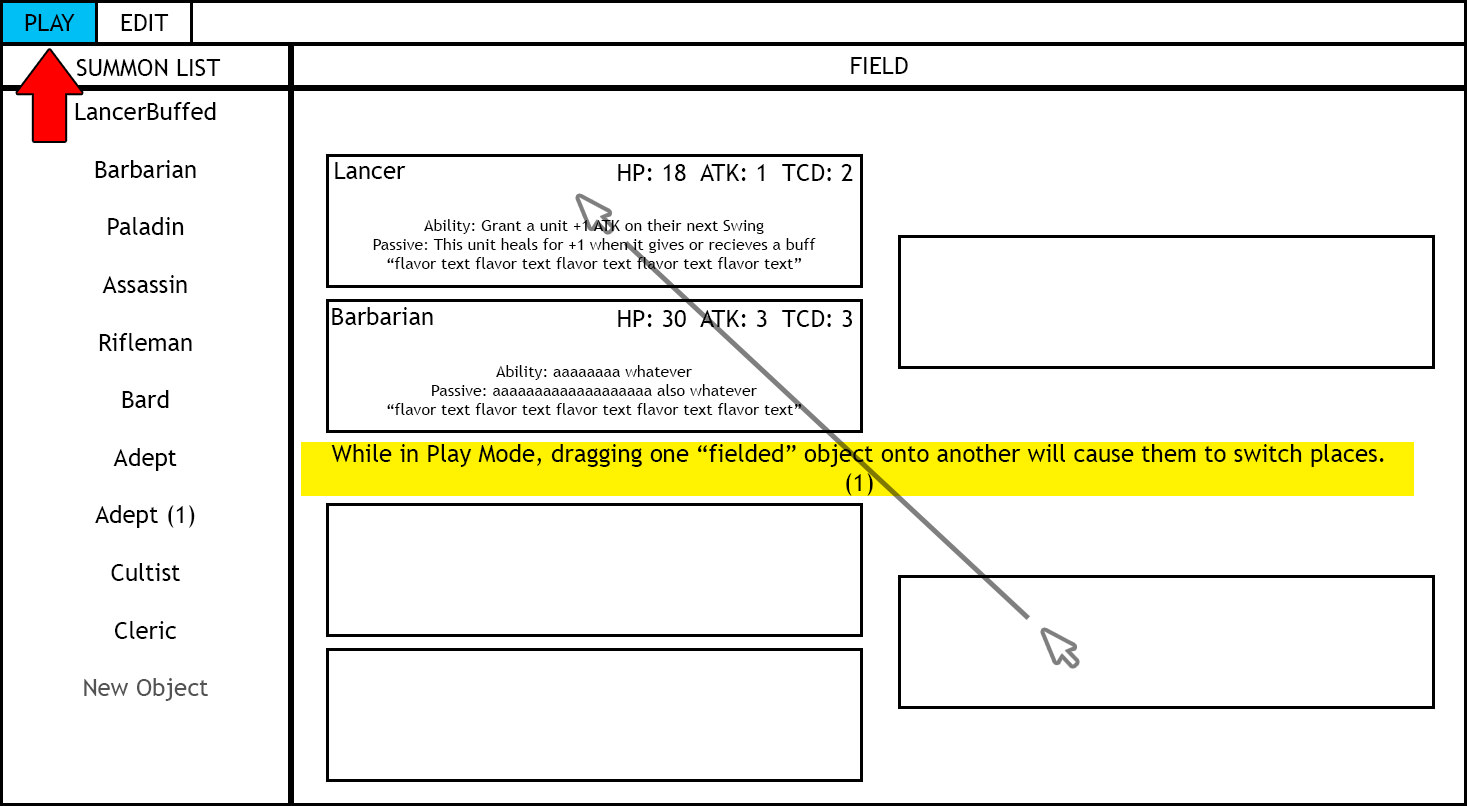 PLAY EDIT
SUMMON LIST
FIELD
LancerBuffed
Barbarian
Paladin
Assassin
Rifleman
Bard
Adept
Adept (1)
Cultist
Cleric
New Object
Lancer HP: 18 ATK: 1 TCD: 2
Ability: Grant a unit +1 ATK on their next Swing
Passive: This unit heals for +1 when it gives or recieves a buff
“flavor text flavor text flavor text flavor text flavor text”
Barbarian HP: 30 ATK: 3 TCD: 3
Ability: aaaaaaaa whatever
Passive: aaaaaaaaaaaaaaaaaaa also whatever
“flavor text flavor text flavor text flavor text flavor text”
While in Play Mode, dragging one “fielded” object onto another will cause them to switch places.
(1)